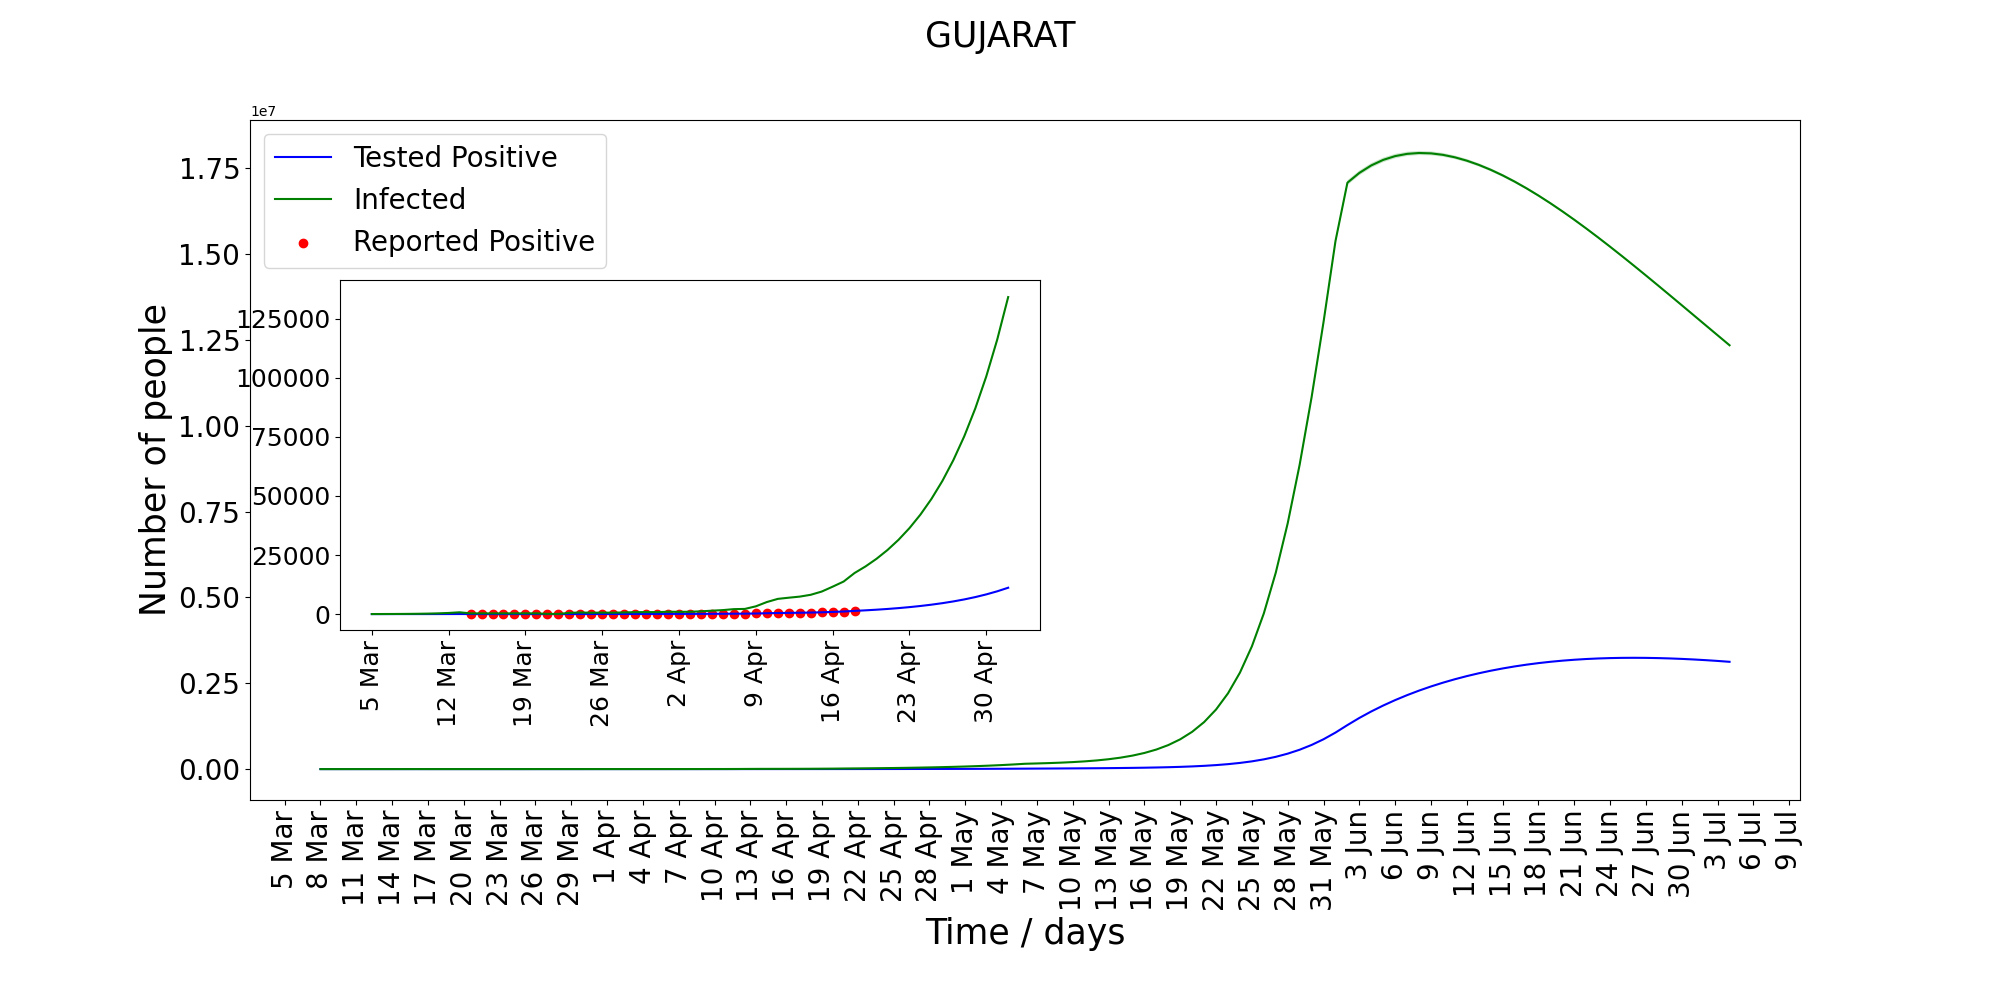 GUJARAT
1e7
Tested Positive
Infected
Reported Positive
Number of people
1.75
1.50
1.25
1.00
0.75
0.50
0.25
0.00
125000
100000
75000
50000
25000
0
5 Mar
12 Mar
19 Mar
26 Mar
2 Apr
9 Apr
16 Apr
23 Apr
30 Apr
5 Mar
8 Mar
11 Mar
14 Mar
17 Mar
20 Mar
23 Mar
26 Mar
29 Mar
1 Apr
4 Apr
7 Apr
10 Apr
13 Apr
16 Apr
19 Apr
22 Apr
25 Apr
28 Apr
1 May
4 May
7 May
10 May
13 May
16 May
19 May
22 May
25 May
28 May
31 May
3 Jun
6 Jun
9 Jun
12 Jun
15 Jun
18 Jun
21 Jun
24 Jun
27 Jun
30 Jun
3 Jul
6 Jul
9 Jul
Time / days